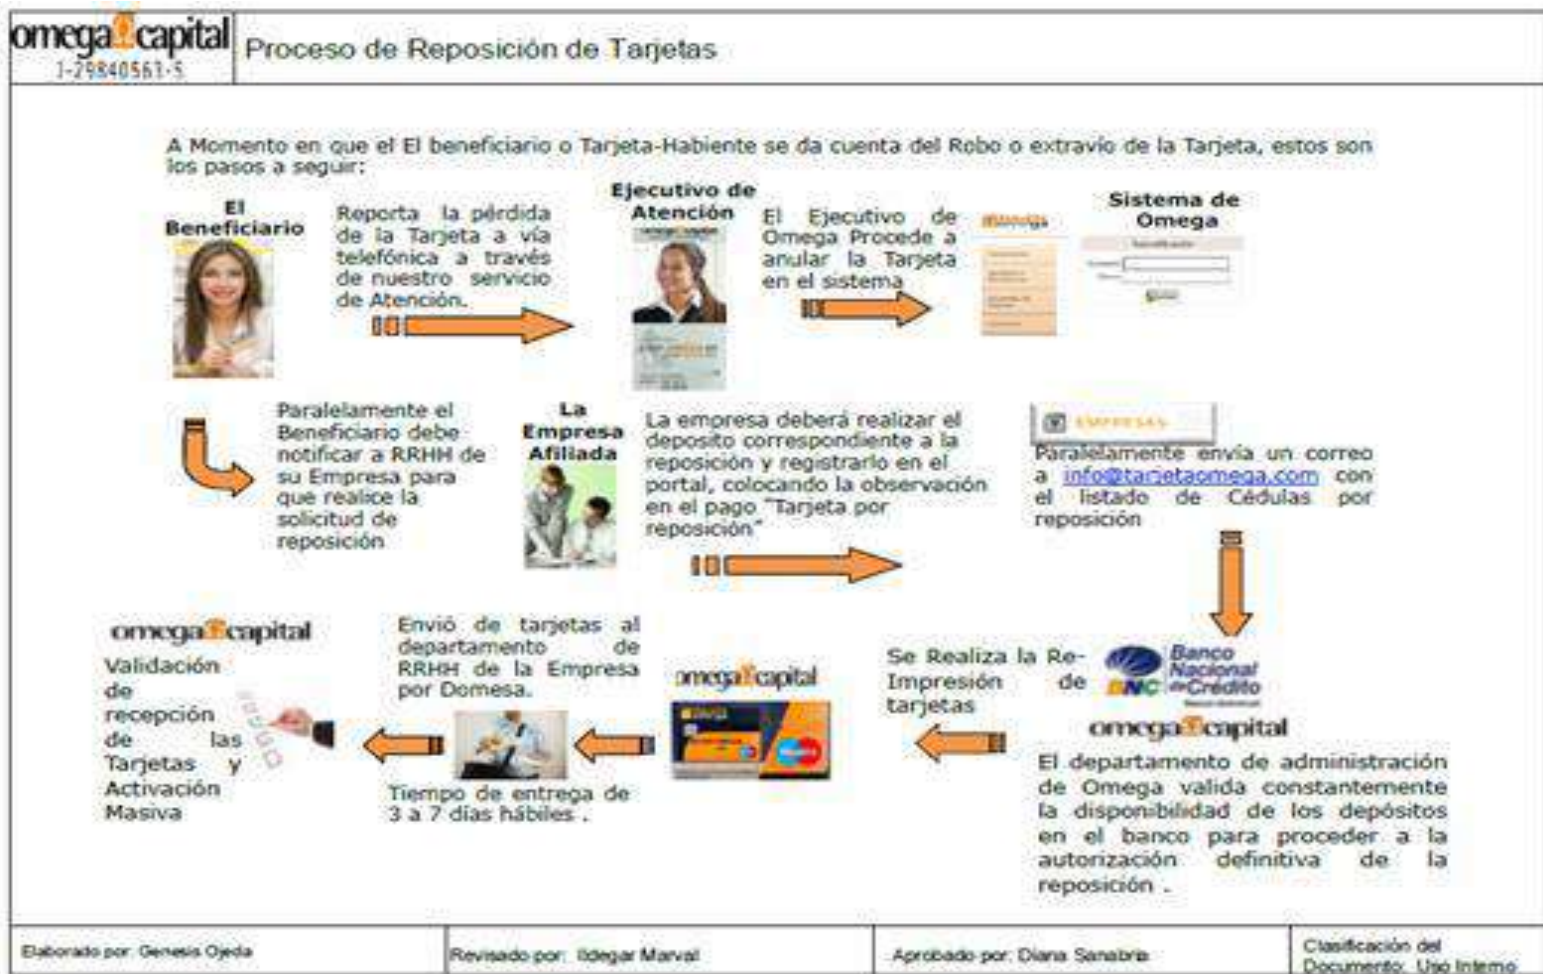 omega capital
J-29840561-5
Proceso de Reposición de Tarjetas
A Momento en que el El beneficiario o Tarjeta-Habiente se da cuenta del Robo o extravío de la Tarjeta, estos son
los pasos a seguir:
El
Beneficiario
Reporta la pérdida
de la Tarjeta a vía
telefónica a través
de nuestro servicio
de Atención.
Ejecutivo de
Atención
El Ejecutivo de
Omega Procede a
anular la Tarjeta
en el sistema
Sistema de
Omega
Paralelamente el
Beneficiario debe
notificar a RRHH de
su Empresa para
que realice la
solicitud de
reposición
La
Empresa
Afiliada
La empresa deberá realizar el
deposito correspondiente a la
reposición y registrarlo en el
portal, colocando la observación
en el pago "Tarjeta por
reposición"
EMPRESAS
Paralelamente envía un correo
a info@tarjetaomega.com con
el listado de Cédulas por
reposición
Banco
Nacional
de Crédito
BNC
omega capital
El departamento de administración
de Omega valida constantemente
la disponibilidad de los depósitos
en el banco para proceder a la
autorización definitiva de la
reposición .
Se Realiza la Re-
Impresión de
tarjetas
omega capital
Envió de tarjetas al
departamento de
RRHH de la Empresa
por Domesa.
Tiempo de entrega de
3 a 7 días hábiles .
omega capital
Validación
de
recepción
de las
Tarjetas y
Activación
Masiva
Elaborado por: Genesis Ojeda
Revisado por: Ildegar Marval
Aprobado por: Diana Sanabria
Clasificación del
Documento: Uso Interno